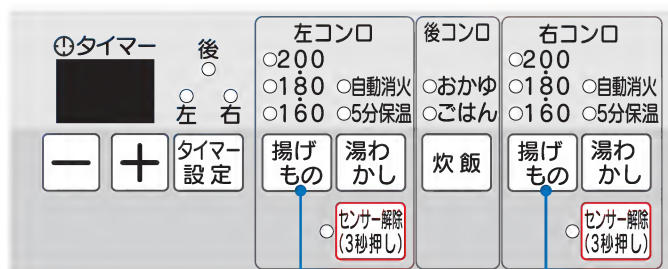 タイマー
後
左 右
− +
タイマー
設定
左コンロ
200
180 自動消火
160 5分保温
揚げ
もの
湯わ
かし
センサー解除
(3秒押し)
後コンロ
おかゆ
ごはん
炊飯
右コンロ
200
180 自動消火
160 5分保温
揚げ
もの
湯わ
かし
センサー解除
(3秒押し)